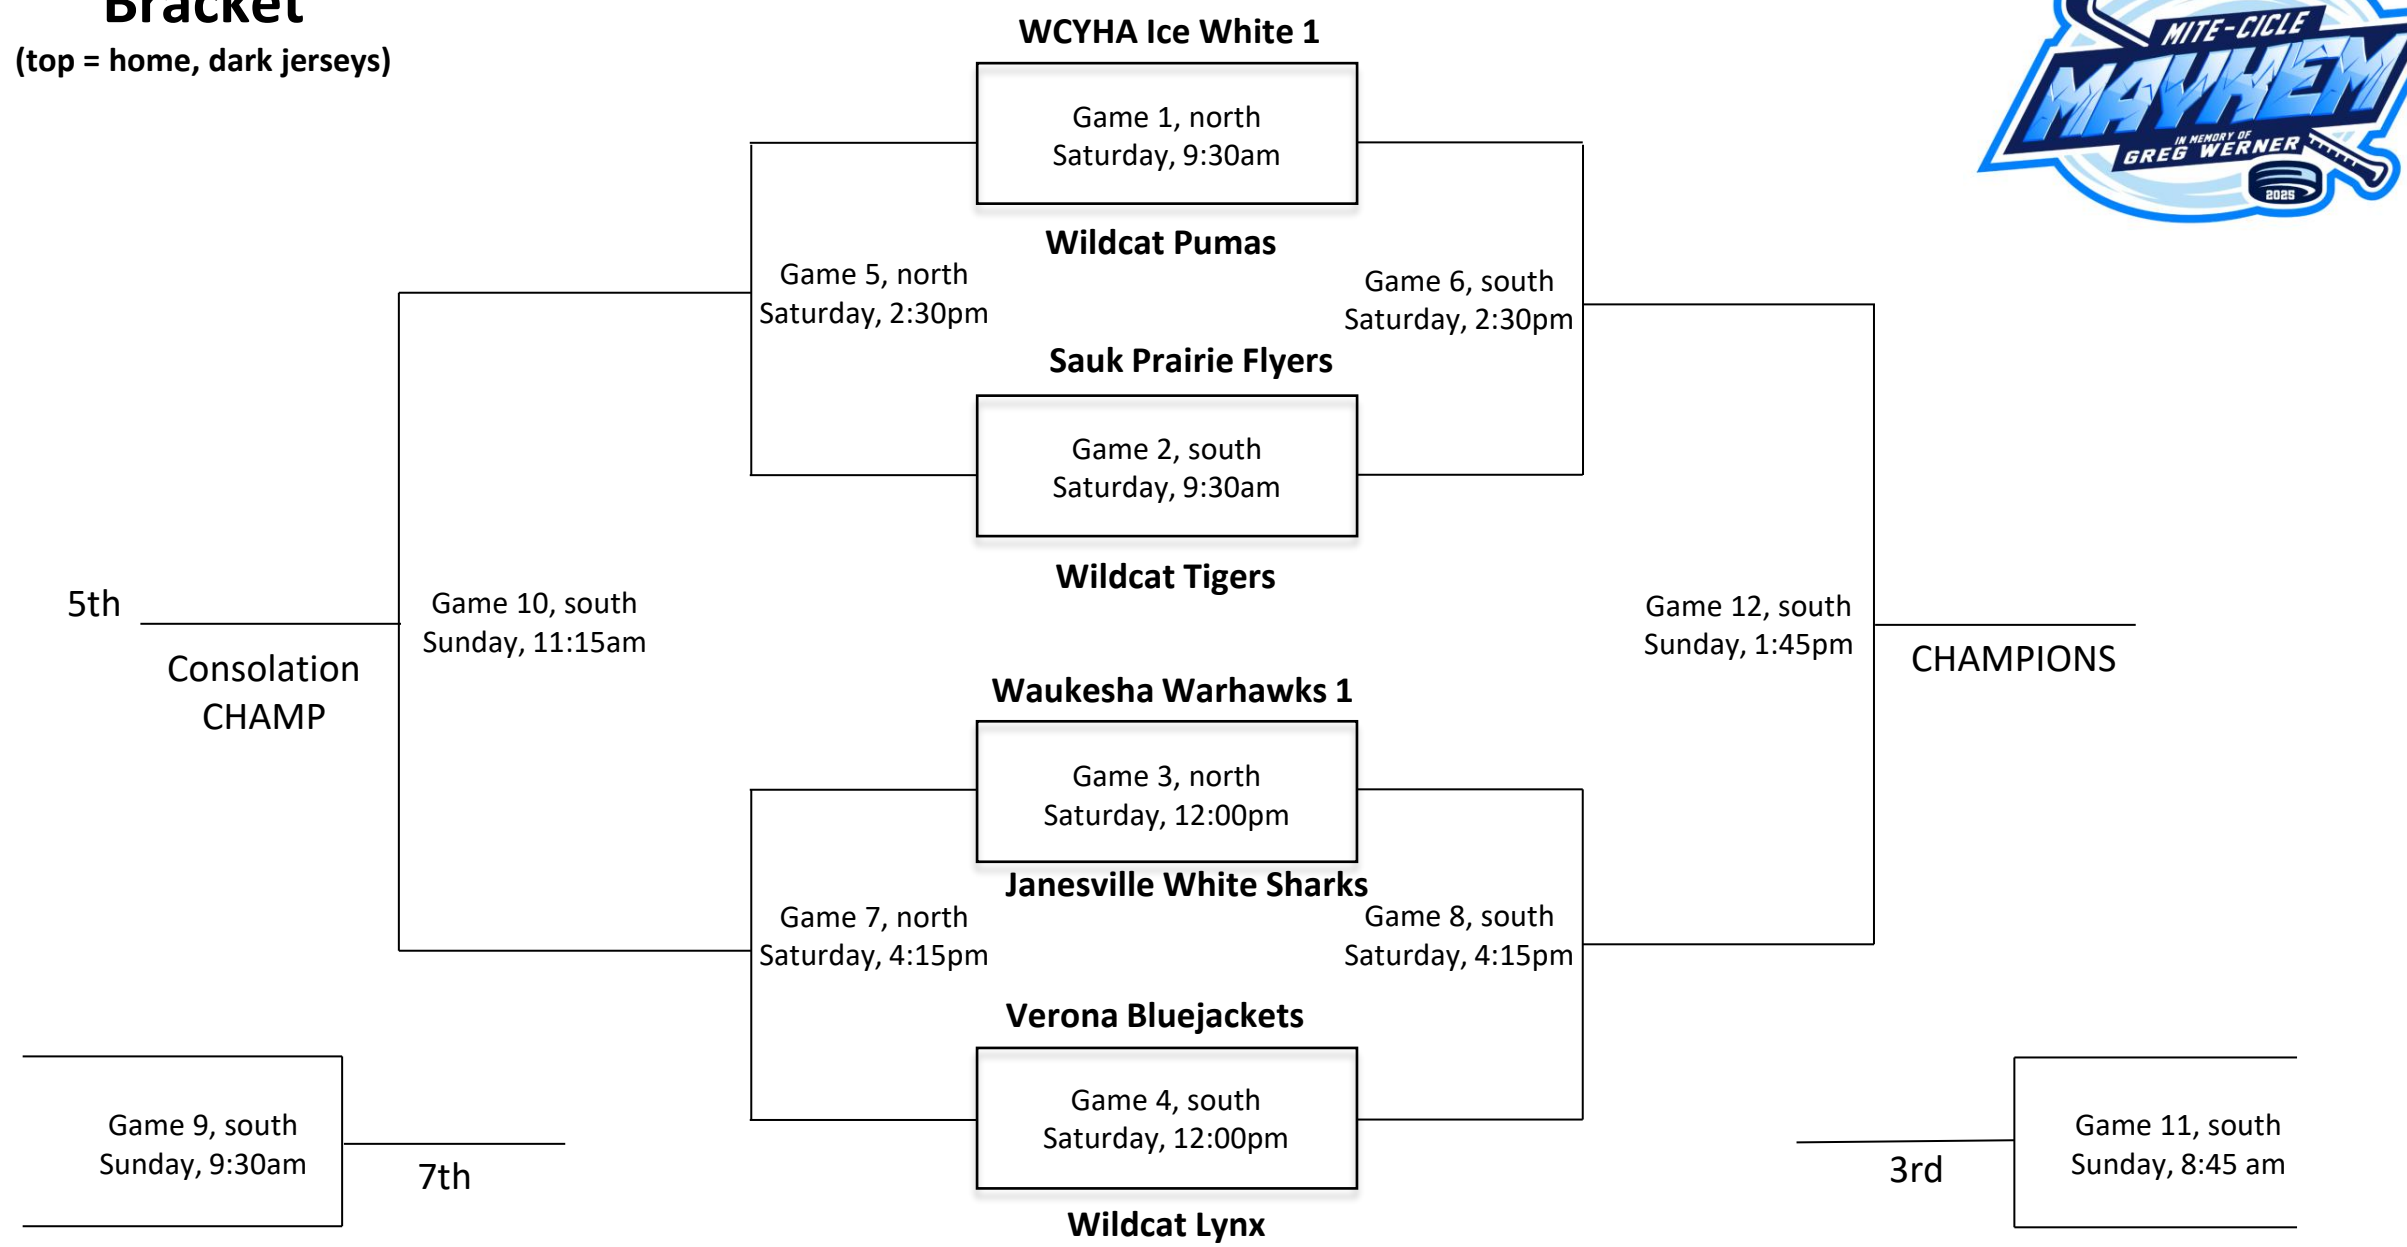 Bracket
(top = home, dark jerseys)
MITE-CICLE
MAYHEM
IN MEMORY OF
GREG WERNER
2025
WCYHA Ice White 1
Game 1, north
Saturday, 9:30am
Wildcat Pumas
Game 5, north
Saturday, 2:30pm
Game 6, south
Saturday, 2:30pm
Sauk Prairie Flyers
Game 2, south
Saturday, 9:30am
Wildcat Tigers
5th
Consolation
CHAMP
Game 10, south
Sunday, 11:15am
Game 12, south
Sunday, 1:45pm
CHAMPIONS
Waukesha Warhawks 1
Game 3, north
Saturday, 12:00pm
Janesville White Sharks
Game 7, north
Saturday, 4:15pm
Game 8, south
Saturday, 4:15pm
Verona Bluejackets
Game 4, south
Saturday, 12:00pm
Wildcat Lynx
Game 9, south
Sunday, 9:30am
7th
3rd
Game 11, south
Sunday, 8:45 am